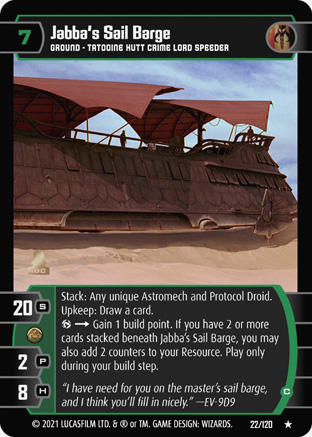 7
Jabba's Sail Barge
GROUND - TATOOINE HUTT CRIME LORD SPEEDER
20 S
2 P
8 H
Stack: Any unique Astromech and Protocol Droid.
Upkeep: Draw a card.
Gain 1 build point. If you have 2 or more
cards stacked beneath Jabba's Sail Barge, you may
also add 2 counters to your Resource. Play only
during your build step.
"I have need for you on the master's sail barge,
and I think you'll fill in nicely." —EV-9D9
C
© 2021 LUCASFILM LTD. & ® or TM. GAME DESIGN: WIZARDS.
22/120